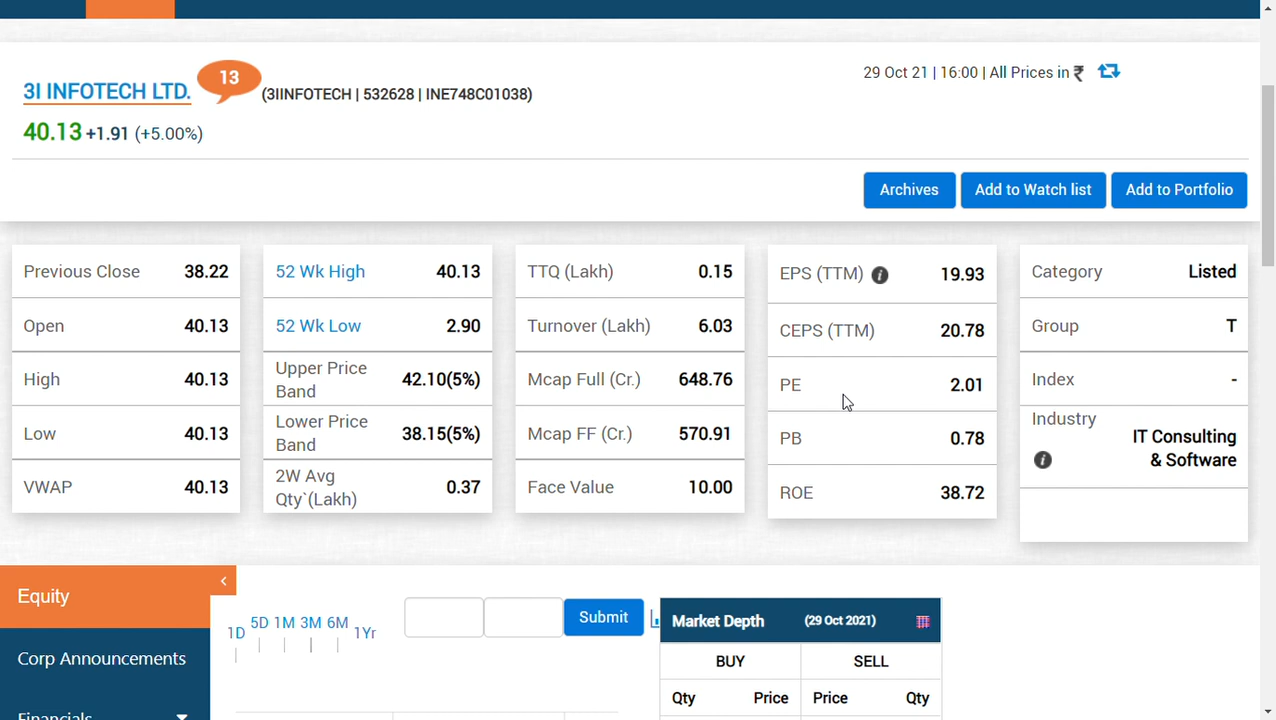 3I INFOTECH LTD. 13 (3IINFOTECH | 532628 | INE748C01038)
29 Oct 21 | 16:00 | All Prices in ₹
40.13 +1.91 (+5.00%)
Archives Add to Watch list Add to Portfolio
Previous Close 38.22
Open 40.13
High 40.13
Low 40.13
VWAP 40.13
52 Wk High 40.13
52 Wk Low 2.90
Upper Price
Band 42.10(5%)
Lower Price
Band 38.15(5%)
2W Avg
Qty`(Lakh) 0.37
TTQ (Lakh) 0.15
Turnover (Lakh) 6.03
Mcap Full (Cr.) 648.76
Mcap FF (Cr.) 570.91
Face Value 10.00
EPS (TTM) i 19.93
CEPS (TTM) 20.78
PE 2.01
PB 0.78
ROE 38.72
Category Listed
Group T
Index -
Industry i IT Consulting
& Software
Equity <
Corp Announcements
Financials
1D 5D 1M 3M 6M 1Yr
Submit
Market Depth (29 Oct 2021)
BUY SELL
Qty Price Price Qty